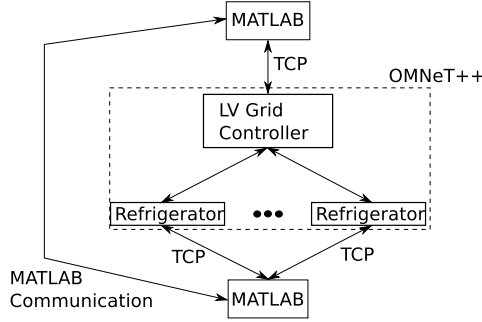 MATLAB
TCP
OMNeT++
LV Grid
Controller
Refrigerator
Refrigerator
TCP
TCP
MATLAB
Communication
MATLAB